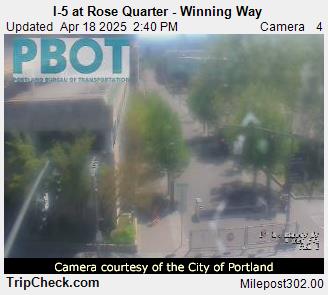 I-5 at Rose Quarter - Winning Way
Updated Apr 18 2025 2:40 PM Camera 4
PBOT
PORTLAND BUREAU OF TRANSPORTATION
Camera courtesy of the City of Portland
TripCheck.com Milepost302.00